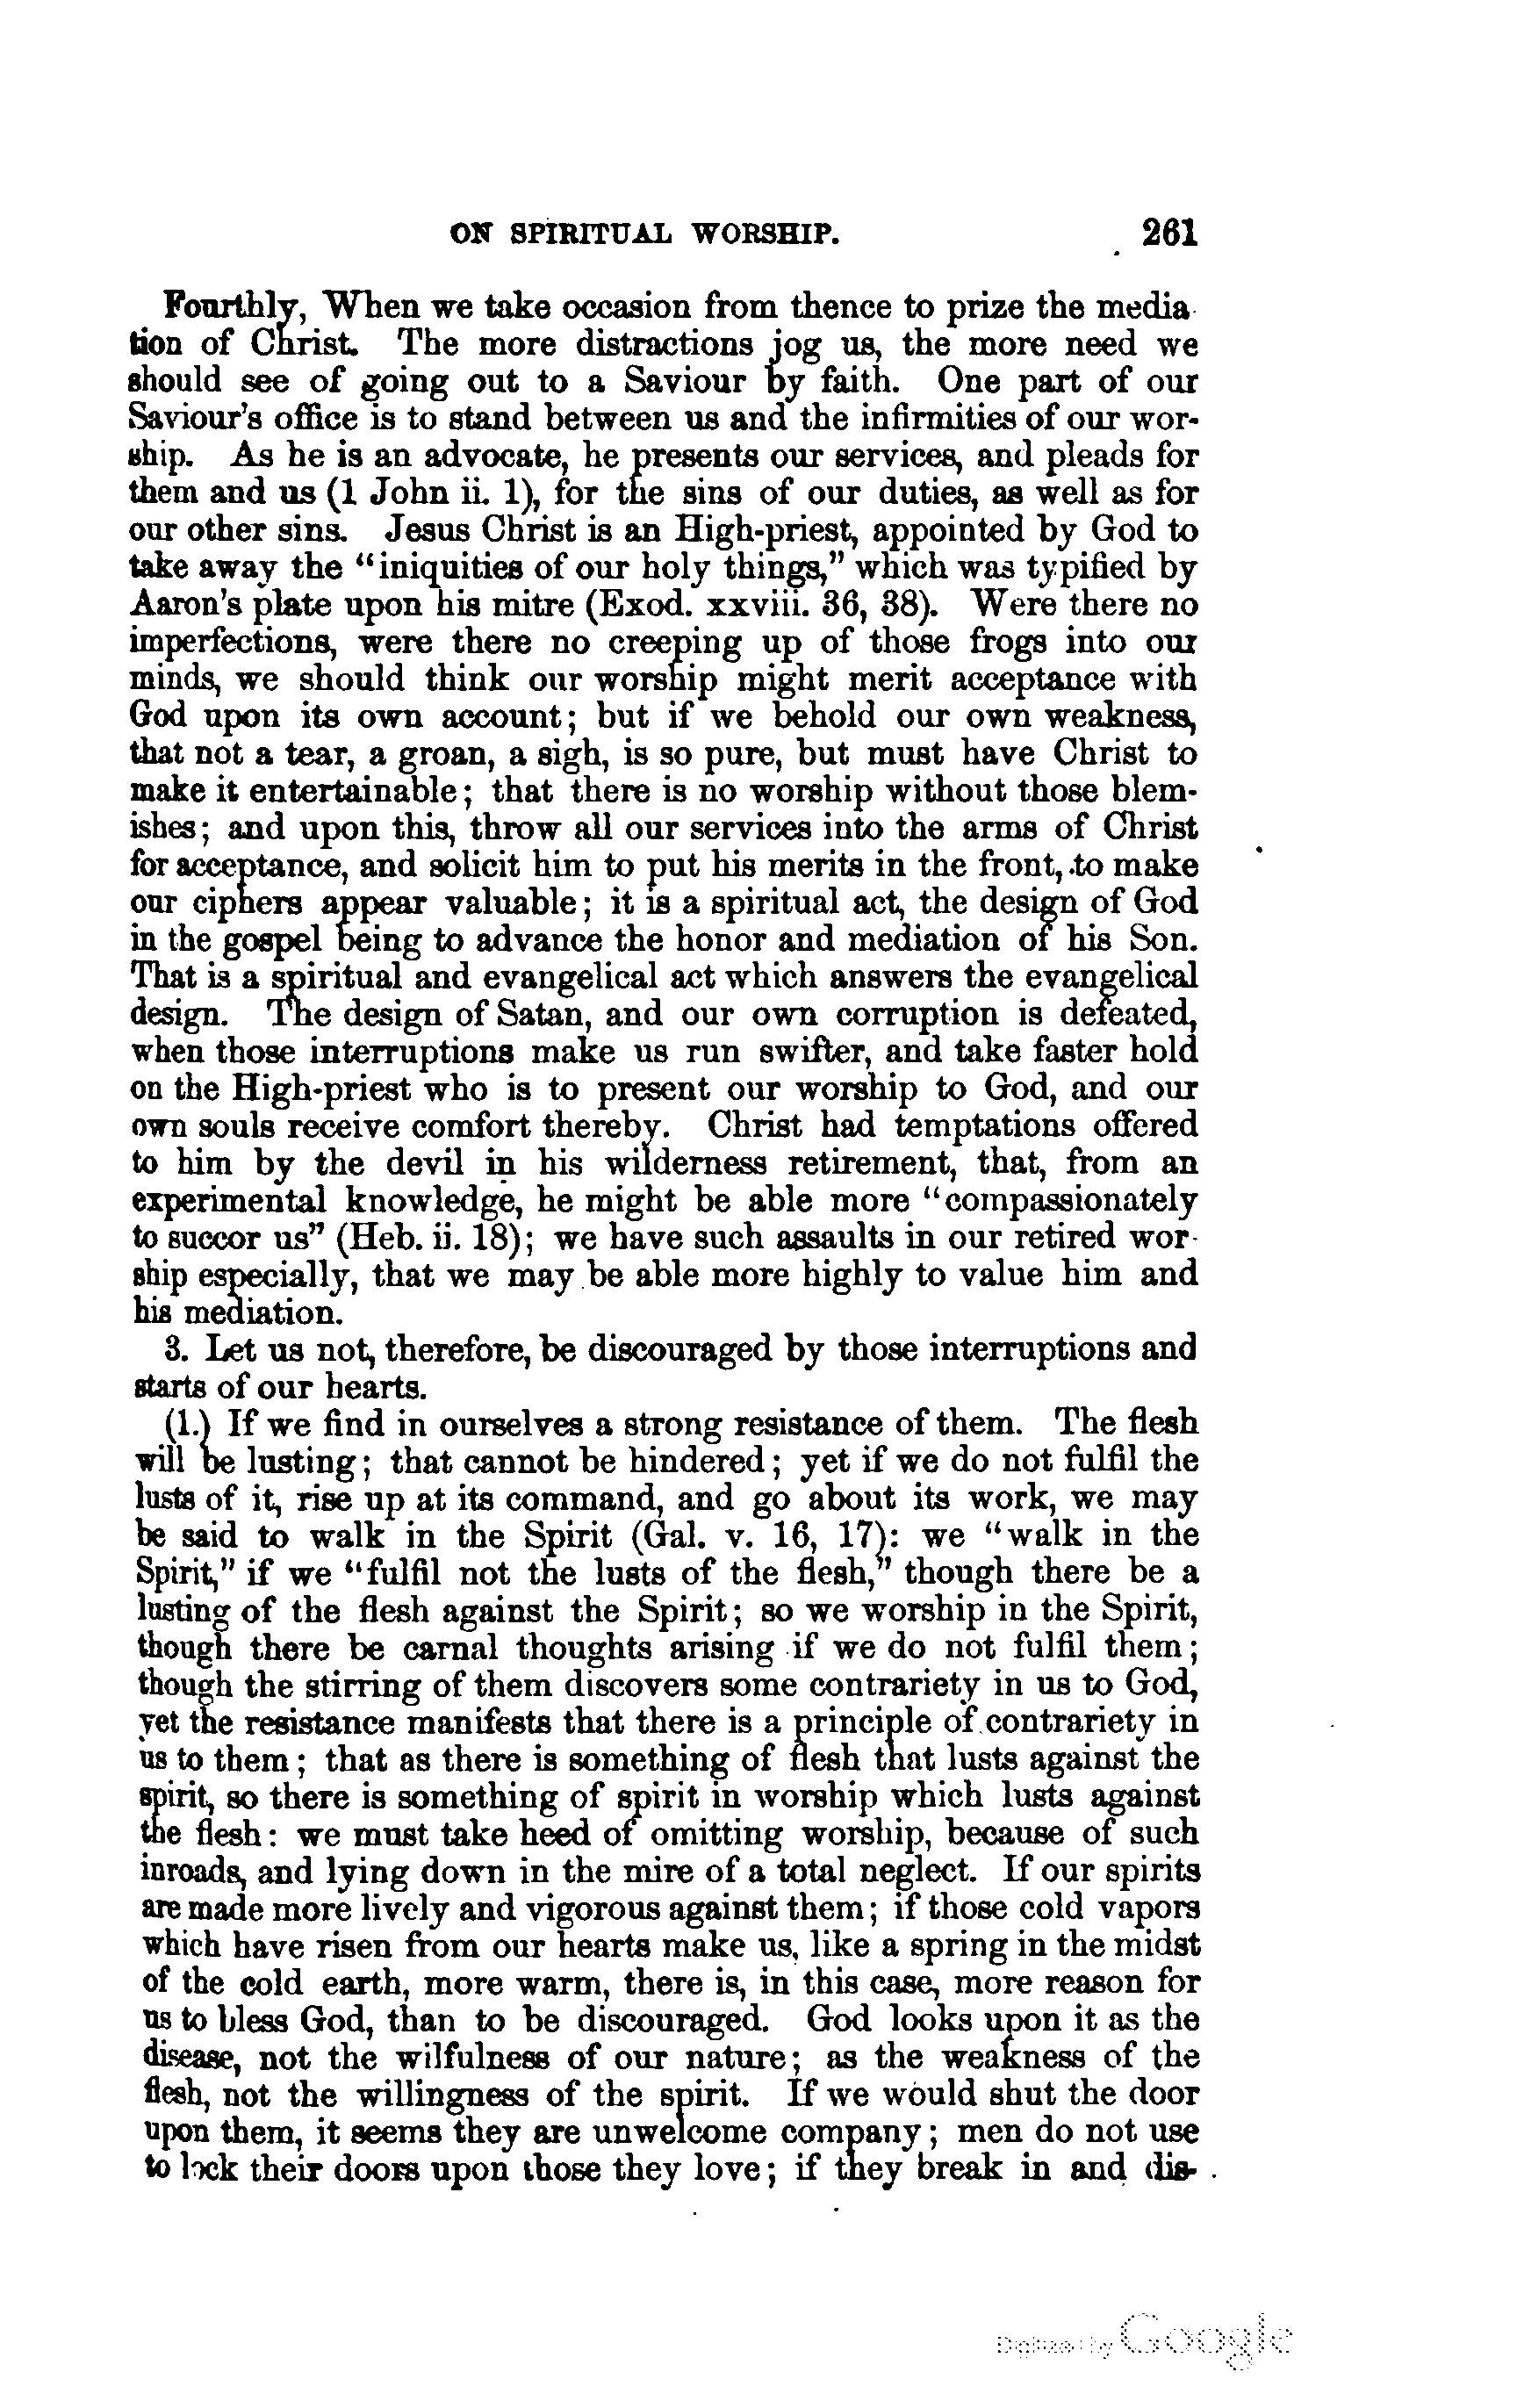 ON SPIRITUAL WORSHIP. 261
Fourthly, When we take occasion from thence to prize the media-
tion of Christ. The more distractions jog us, the more need we
should see of going out to a Saviour by faith. One part of our
Saviour's office is to stand between us and the infirmities of our wor-
ship. As he is an advocate, he presents our services, and pleads for
them and us (1 John ii. 1), for the sins of our duties, as well as for
our other sins. Jesus Christ is an High-priest, appointed by God to
take away the "iniquities of our holy things," which was typified by
Aaron's plate upon his mitre (Exod. xxviii. 36, 38). Were there no
imperfections, were there no creeping up of those frogs into our
minds, we should think our worship might merit acceptance with
God upon its own account; but if we behold our own weakness,
that not a tear, a groan, a sigh, is so pure, but must have Christ to
make it entertainable; that there is no worship without those blem-
ishes; and upon this, throw all our services into the arms of Christ
for acceptance, and solicit him to put his merits in the front, to make
our ciphers appear valuable; it is a spiritual act, the design of God
in the gospel being to advance the honor and mediation of his Son.
That is a spiritual and evangelical act which answers the evangelical
design. The design of Satan, and our own corruption is defeated,
when those interruptions make us run swifter, and take faster hold
on the High-priest who is to present our worship to God, and our
own souls receive comfort thereby. Christ had temptations offered
to him by the devil in his wilderness retirement, that, from an
experimental knowledge, he might be able more "compassionately
to succor us" (Heb. ii. 18); we have such assaults in our retired wor-
ship especially, that we may be able more highly to value him and
his mediation.
3. Let us not, therefore, be discouraged by those interruptions and
starts of our hearts.
(1.) If we find in ourselves a strong resistance of them. The flesh
will be lusting; that cannot be hindered; yet if we do not fulfil the
lusts of it, rise up at its command, and go about its work, we may
be said to walk in the Spirit (Gal. v. 16, 17): we "walk in the
Spirit," if we "fulfil not the lusts of the flesh," though there be a
lusting of the flesh against the Spirit; so we worship in the Spirit,
though there be carnal thoughts arising if we do not fulfil them;
though the stirring of them discovers some contrariety in us to God,
yet the resistance manifests that there is a principle of contrariety in
us to them; that as there is something of flesh that lusts against the
spirit, so there is something of spirit in worship which lusts against
the flesh: we must take heed of omitting worship, because of such
inroads, and lying down in the mire of a total neglect. If our spirits
are made more lively and vigorous against them; if those cold vapors
which have risen from our hearts make us, like a spring in the midst
of the cold earth, more warm, there is, in this case, more reason for
us to bless God, than to be discouraged. God looks upon it as the
disease, not the wilfulness of our nature; as the weakness of the
flesh, not the willingness of the spirit. If we would shut the door
upon them, it seems they are unwelcome company; men do not use
to lock their doors upon those they love; if they break in and dis-
Digitized by Google